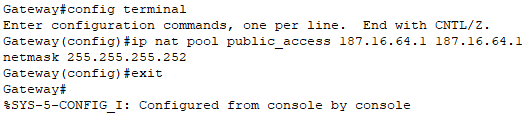 Gateway#config terminal
Enter configuration commands, one per line.  End with CNTL/Z.
Gateway(config)#ip nat pool public_access 187.16.64.1 187.16.64.1
netmask 255.255.255.252
Gateway(config)#exit
Gateway#
%SYS-5-CONFIG_I: Configured from console by console